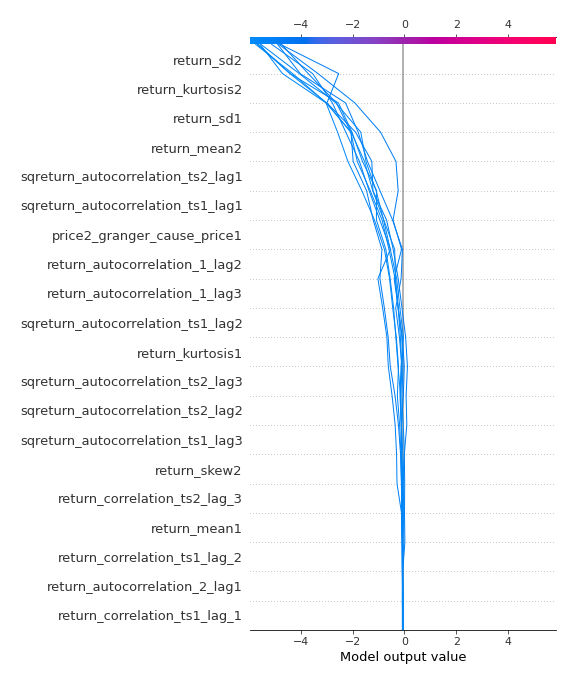 −4 −2 0 2 4
return_sd2
return_kurtosis2
return_sd1
return_mean2
sqreturn_autocorrelation_ts2_lag1
sqreturn_autocorrelation_ts1_lag1
price2_granger_cause_price1
return_autocorrelation_1_lag2
return_autocorrelation_1_lag3
sqreturn_autocorrelation_ts1_lag2
return_kurtosis1
sqreturn_autocorrelation_ts2_lag3
sqreturn_autocorrelation_ts2_lag2
sqreturn_autocorrelation_ts1_lag3
return_skew2
return_correlation_ts2_lag_3
return_mean1
return_correlation_ts1_lag_2
return_autocorrelation_2_lag1
return_correlation_ts1_lag_1
−4 −2 0 2 4
Model output value